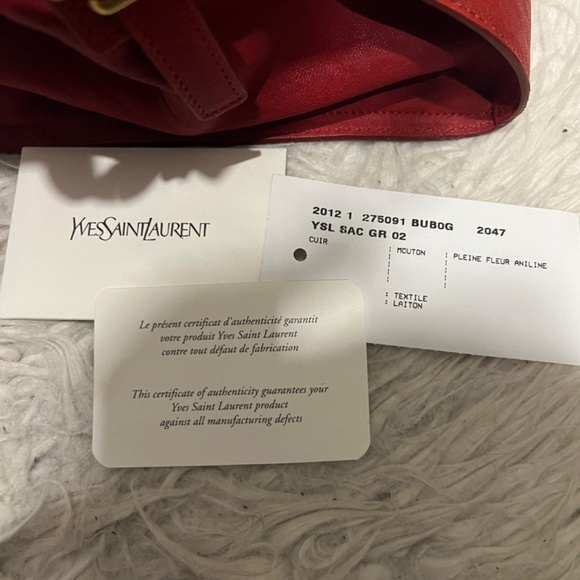 YVESSAINTLAURENT
2012 1 275091 BUB0G 2047
YSL SAC GR 02
CUIR
MOUTON
PLEINE FLEUR ANILINE
: TEXTILE
: LAITON
Le présent certificat d'authenticité garantit
votre produit Yves Saint Laurent
contre tout défaut de fabrication
This certificate of authenticity guarantees your
Yves Saint Laurent product
against all manufacturing defects